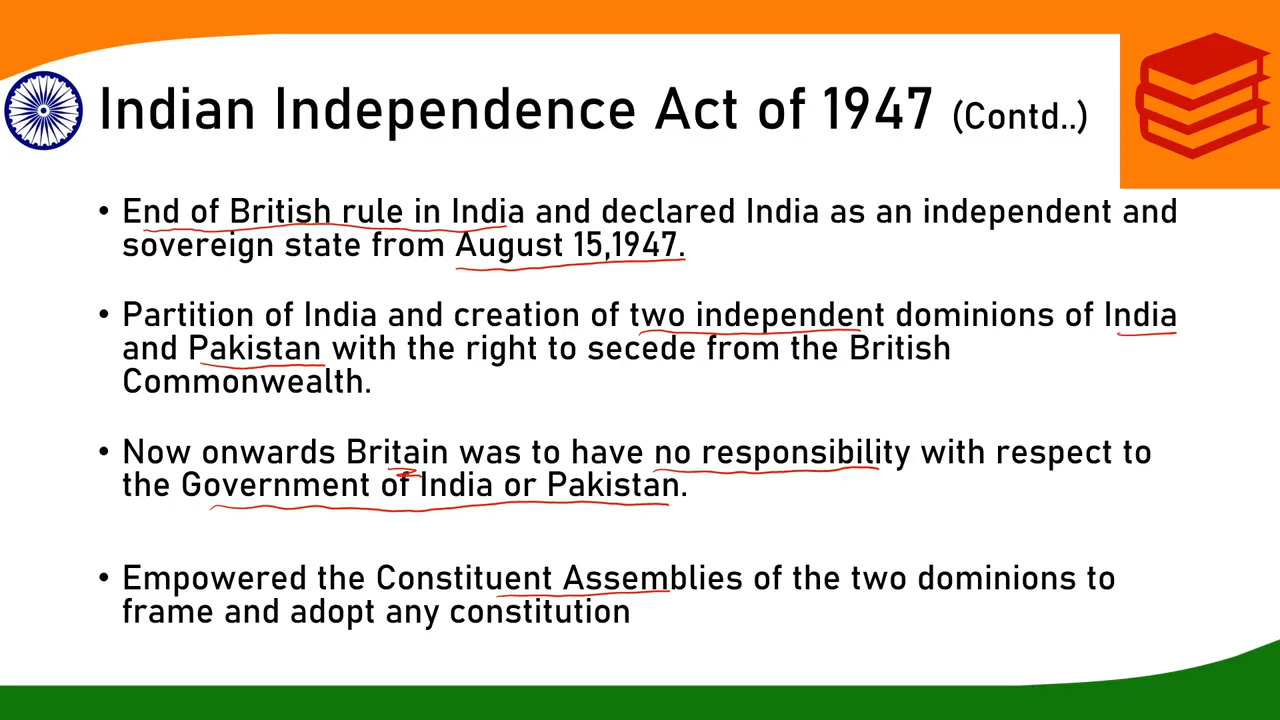 Indian Independence Act of 1947 (Contd..)
• End of British rule in India and declared India as an independent and
sovereign state from August 15,1947.
• Partition of India and creation of two independent dominions of India
and Pakistan with the right to secede from the British
Commonwealth.
• Now onwards Britain was to have no responsibility with respect to
the Government of India or Pakistan.
• Empowered the Constituent Assemblies of the two dominions to
frame and adopt any constitution